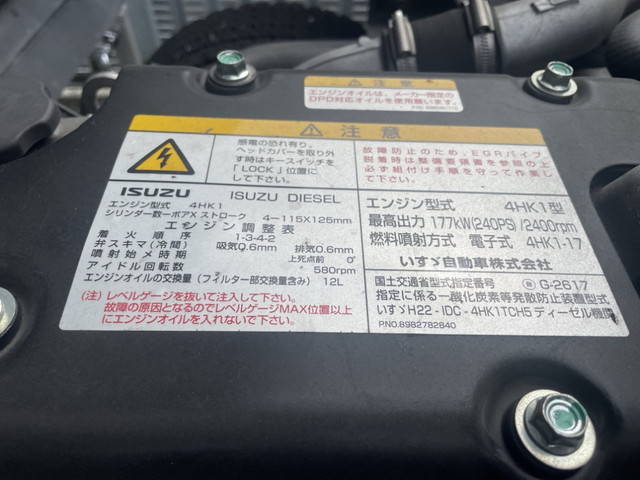 ⚠ 注意
エンジンオイルは、メーカー指定の
DPD対応オイルを使用願います。
⚠ 注意
感電の恐れ有り。
ヘッドカバーを取り外
す時はキースイッチを
「LOCK」位置に
して下さい。
故障防止のため、EGRパイプ
脱着時は整備要領書を参照の上
必ず組付け手順を守って作業し
て下さい。
ISUZU ISUZU DIESEL
エンジン型式 4HK1
シリンダー数ーボアXストローク 4－115X125mm
エンジン調整表
着火順序 1-3-4-2
弁スキマ(冷間) 吸気0.6mm 排気0.6mm
噴射始メ時期 上死点前 0°
アイドル回転数 580rpm
エンジンオイルの交換量(フィルター部交換量含み) 12L
(注) レベルゲージを抜いて注入して下さい。
故障の原因となるのでレベルゲージMAX位置以上
にエンジンオイルを入れないで下さい。
エンジン型式 4HK1型
最高出力 177kW(240PS)/2400rpm
燃料噴射方式 電子式 4HK1-17
いすゞ自動車株式会社
国土交通省型式指定番号 G-2617
指定に係る一酸化炭素等発散防止装置型式
いすゞH22-IDC-4HK1TCH5ディーゼル機関
P.NO.8982782840